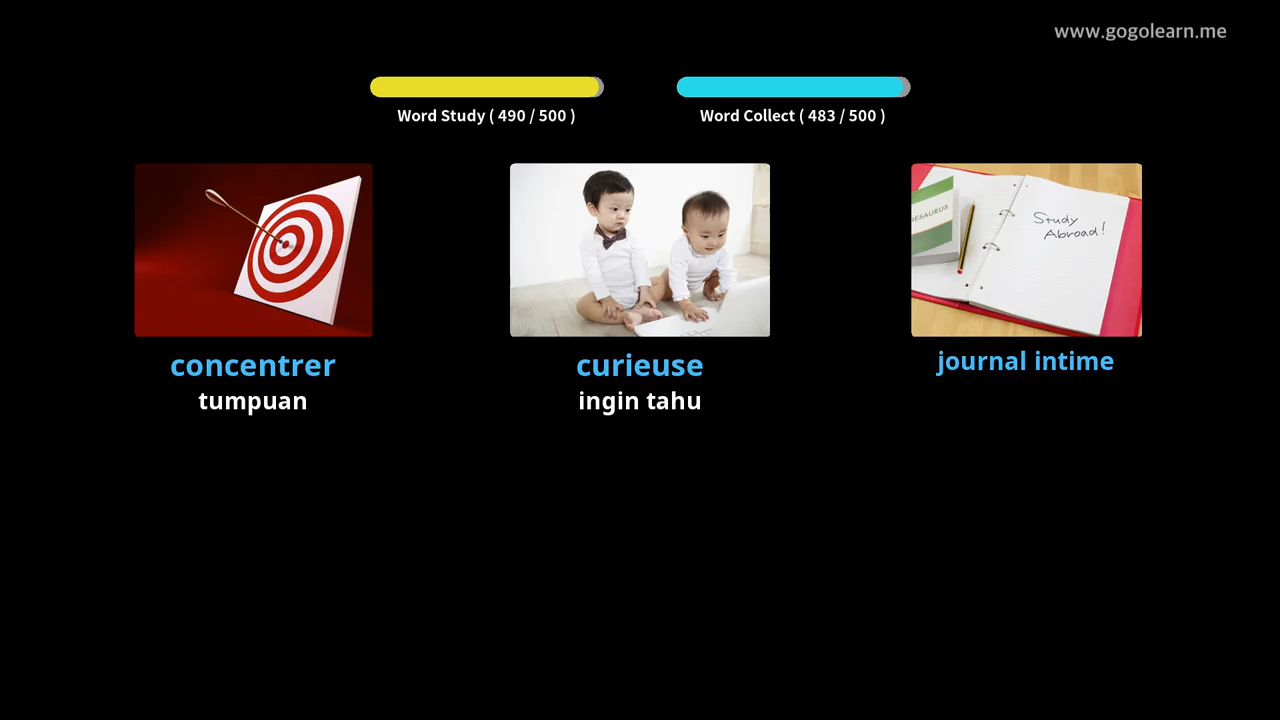 www.gogolearn.me
Word Study ( 490 / 500 )
Word Collect ( 483 / 500 )
HESAURUS
Study
Abroad!
concentrer
curieuse
journal intime
tumpuan
ingin tahu